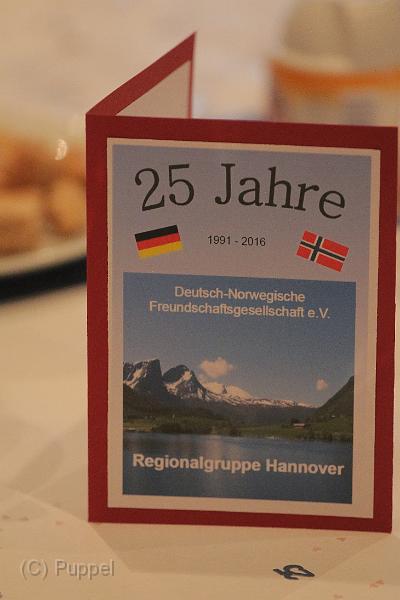 25 Jahre
1991 - 2016
Deutsch-Norwegische
Freundschaftsgesellschaft e.V.
Regionalgruppe Hannover
(C) Puppel